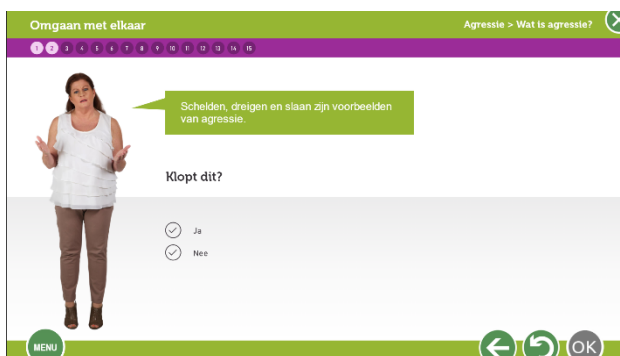 Omgaan met elkaar
Agressie > Wat is agressie?
1 2 3 4 5 6 7 8 9 10 11 12 13 14 15
Schelden, dreigen en slaan zijn voorbeelden
van agressie.
Klopt dit?
Ja
Nee
MENU
OK